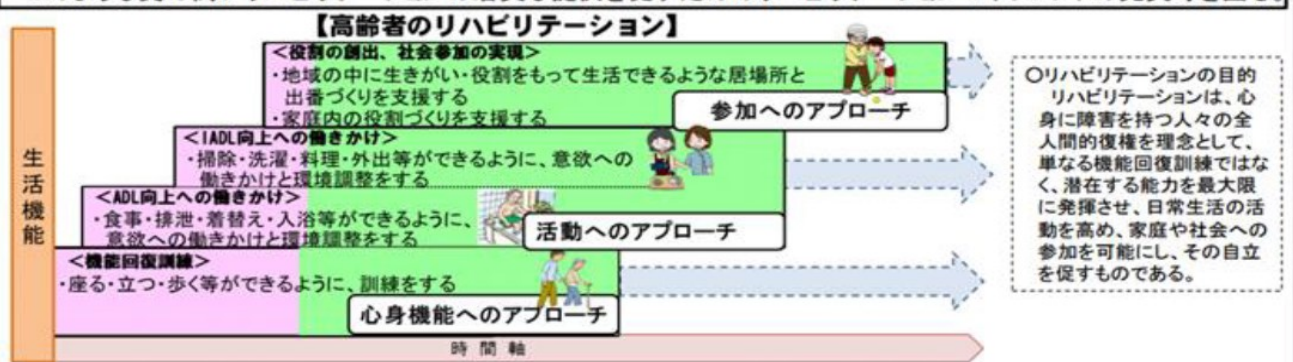 【高齢者のリハビリテーション】
<役割の創出、社会参加の実現>
・地域の中に生きがい・役割をもって生活できるような居場所と
出番づくりを支援する
・家庭内の役割づくりを支援する
参加へのアプローチ
<IADL向上への働きかけ>
・掃除・洗濯・料理・外出等ができるように、意欲への
働きかけと環境調整をする
<ADL向上への働きかけ>
・食事・排泄・着替え・入浴等ができるように、
意欲への働きかけと環境調整をする
活動へのアプローチ
<機能回復訓練>
・座る・立つ・歩く等ができるように、訓練をする
心身機能へのアプローチ
生活機能
時間軸
○リハビリテーションの目的
リハビリテーションは、心
身に障害を持つ人々の全
人間的復権を理念として、
単なる機能回復訓練ではな
く、潜在する能力を最大限
に発揮させ、日常生活の活
動を高め、家庭や社会への
参加を可能にし、その自立
を促すものである。